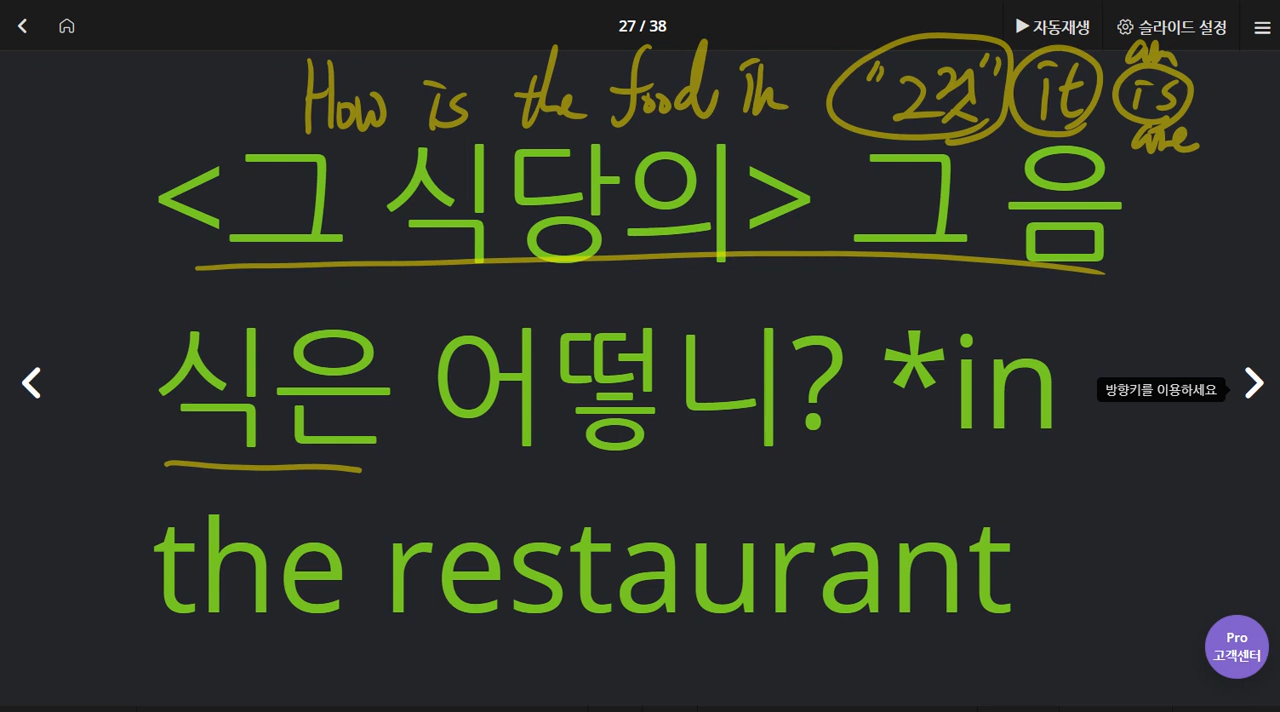 27 / 38
▶ 자동재생
슬라이드 설정
How is the food in "2것" it is
am
are
<그 식당의> 그 음
식은 어떻니? *in
방향키를 이용하세요
the restaurant
Pro
고객센터